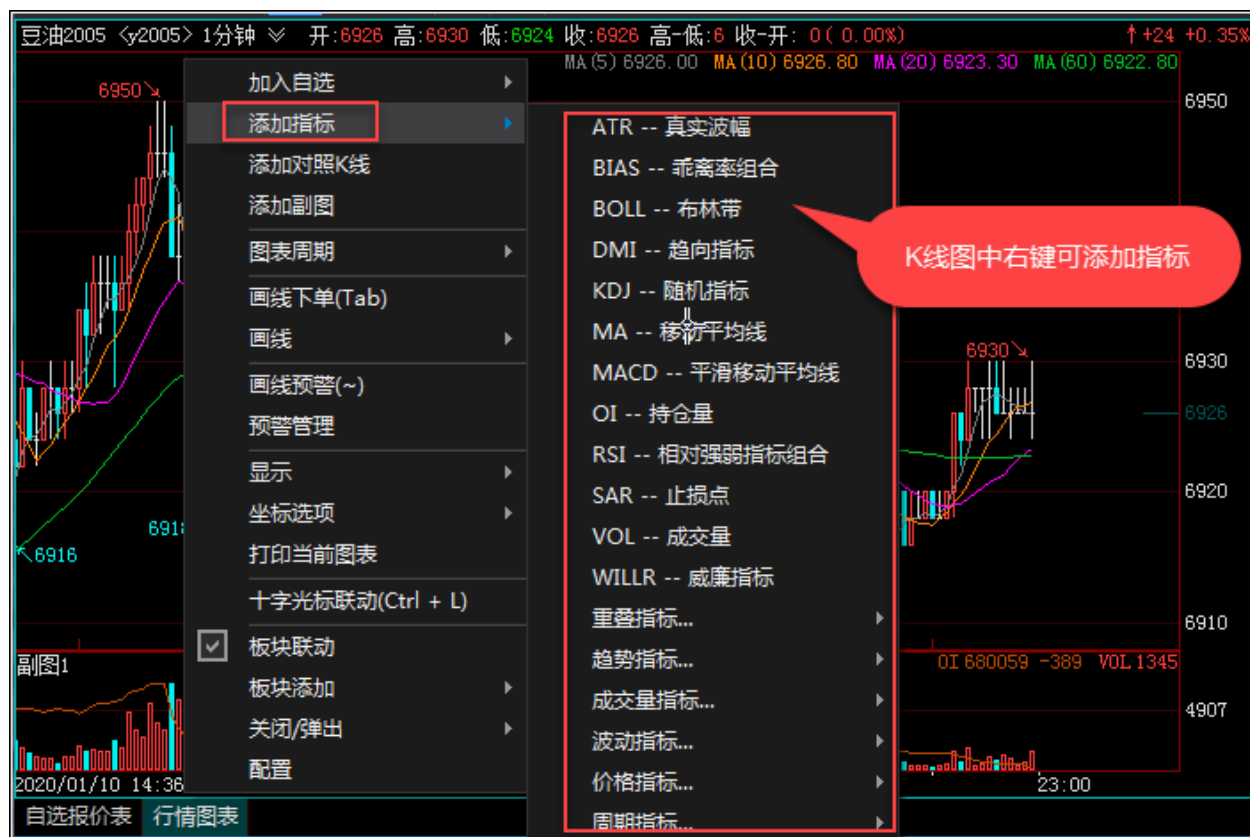 豆油2005 <y2005> 1分钟 开:6926 高:6930 低:6924 收:6926 高-低:6 收-开: 0( 0.00%) ↑+24 +0.35%
MA(5) 6926.00 MA(10) 6926.80 MA(20) 6923.30 MA(60) 6922.80
6950
加入自选
添加指标
添加对照K线
添加副图
图表周期
画线下单(Tab)
画线
画线预警(~)
预警管理
显示
坐标选项
打印当前图表
十字光标联动(Ctrl + L)
板块联动
板块添加
关闭/弹出
配置
ATR -- 真实波幅
BIAS -- 乖离率组合
BOLL -- 布林带
DMI -- 趋向指标
KDJ -- 随机指标
MA -- 移动平均线
MACD -- 平滑移动平均线
OI -- 持仓量
RSI -- 相对强弱指标组合
SAR -- 止损点
VOL -- 成交量
WILLR -- 威廉指标
重叠指标...
趋势指标...
成交量指标...
波动指标...
价格指标...
周期指标...
K线图中右键可添加指标
6950
6930
6930
6926
6920
6910
6918
6916
副图1
OI 680059 -389 VOL 1345
4907
2020/01/10 14:36
23:00
自选报价表 行情图表